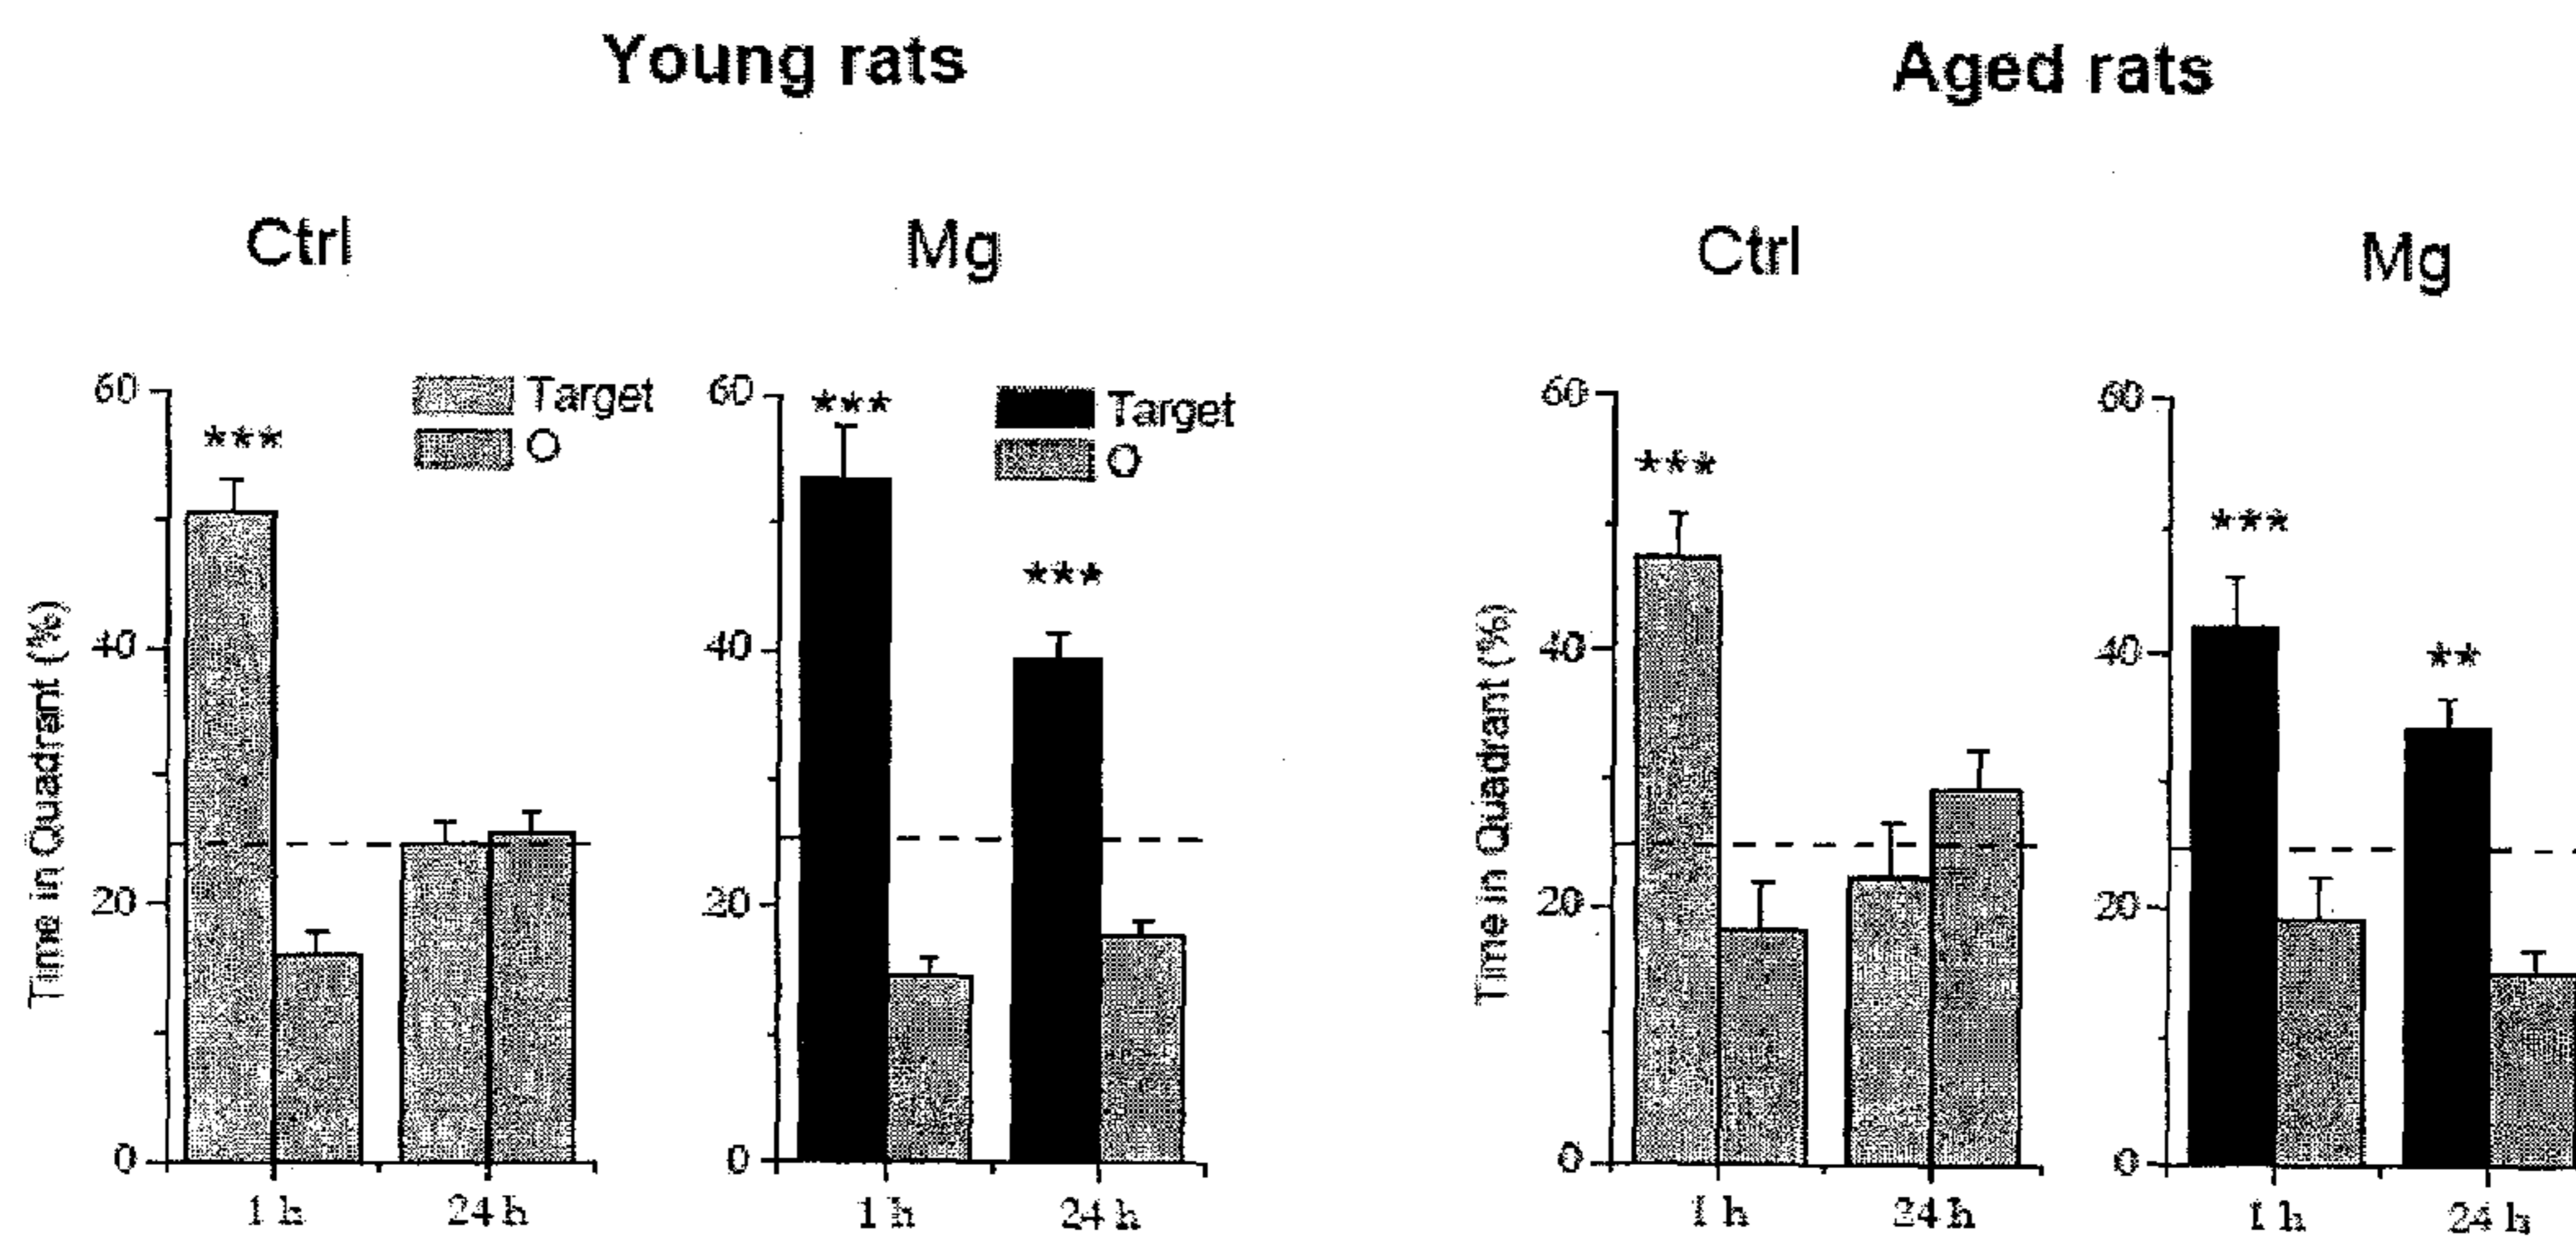 Young rats
Aged rats
Ctrl
Mg
Ctrl
Mg
Time in Quadrant (%)
60
40
20
0
***
Target
O
1 h
24 h
60
40
20
0
***
***
Target
O
1 h
24 h
Time in Quadrant (%)
60
40
20
0
***
1 h
24 h
60
40
20
0
***
**
1 h
24 h